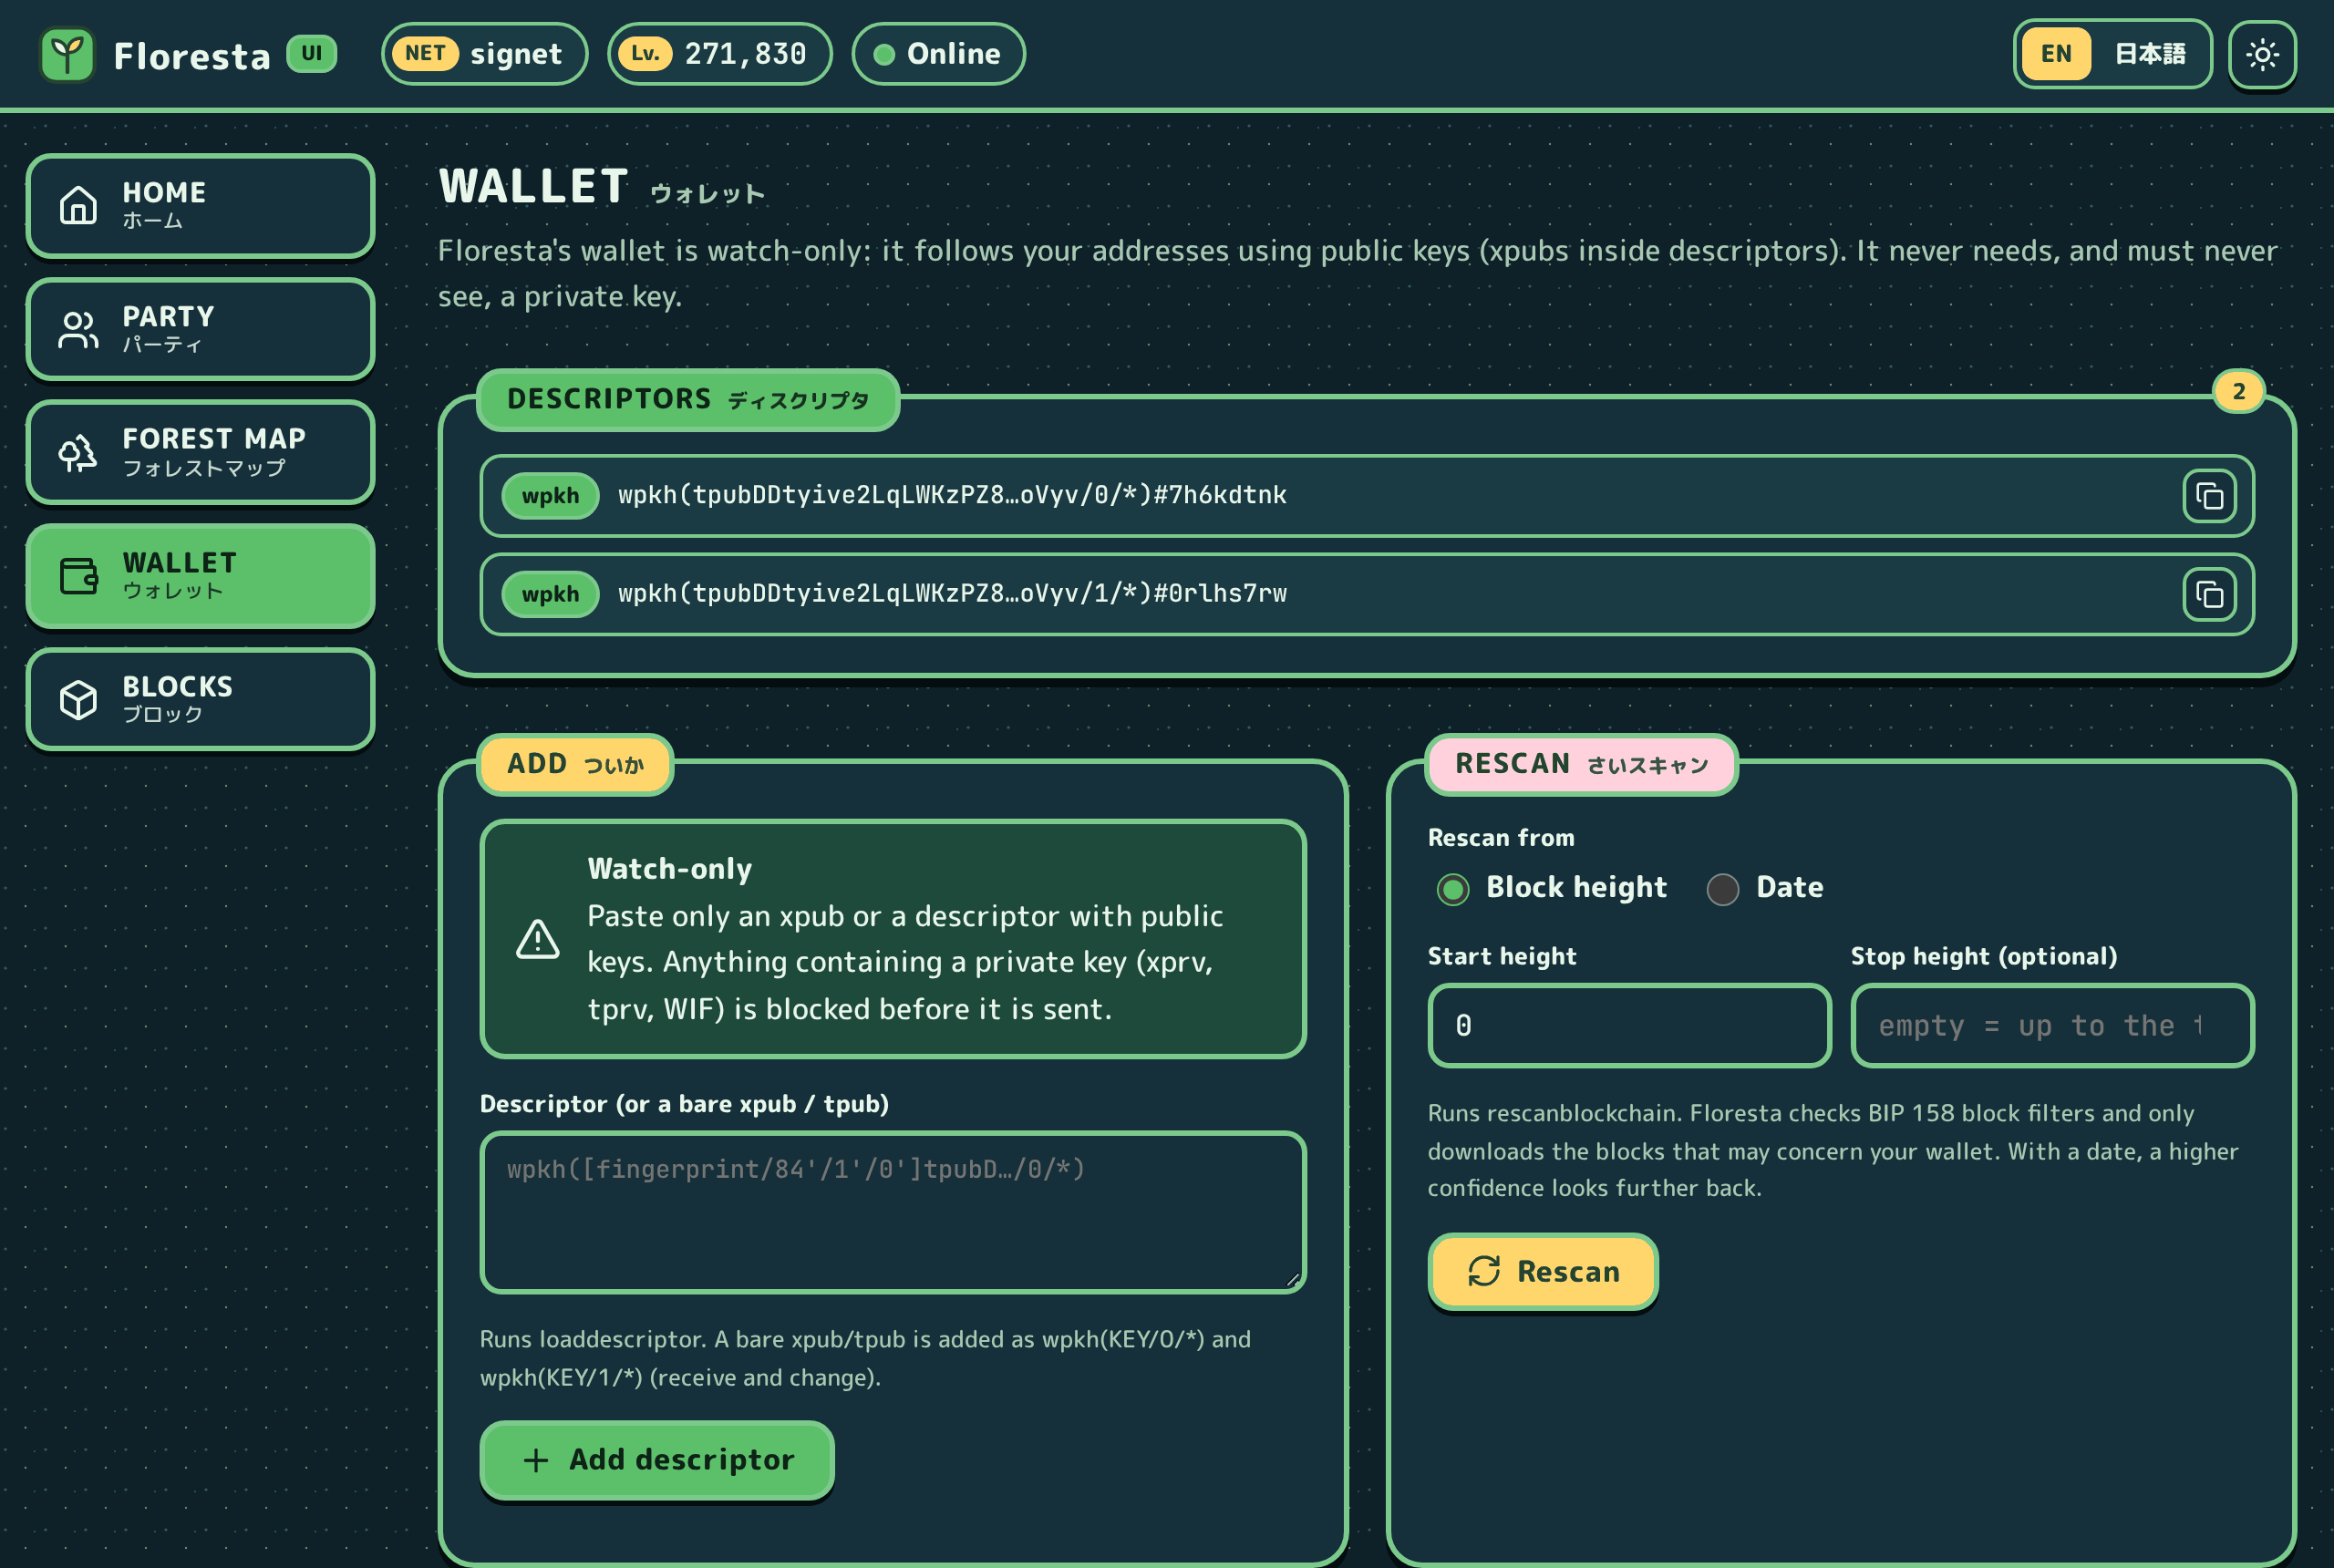 Floresta UI NET signet Lv. 271,830 Online EN 日本語
HOME
ホーム
PARTY
パーティ
FOREST MAP
フォレストマップ
WALLET
ウォレット
BLOCKS
ブロック
WALLET ウォレット
Floresta's wallet is watch-only: it follows your addresses using public keys (xpubs inside descriptors). It never needs, and must never
see, a private key.
DESCRIPTORS ディスクリプタ 2
wpkh wpkh(tpubDDtyive2LqLWKzPZ8…oVyv/0/*)#7h6kdtnk
wpkh wpkh(tpubDDtyive2LqLWKzPZ8…oVyv/1/*)#0rlhs7rw
ADD ついか
Watch-only
Paste only an xpub or a descriptor with public
keys. Anything containing a private key (xprv,
tprv, WIF) is blocked before it is sent.
Descriptor (or a bare xpub / tpub)
wpkh([fingerprint/84'/1'/0']tpubD…/0/*)
Runs loaddescriptor. A bare xpub/tpub is added as wpkh(KEY/0/*) and
wpkh(KEY/1/*) (receive and change).
Add descriptor
RESCAN さいスキャン
Rescan from
Block height Date
Start height Stop height (optional)
0 empty = up to the
Runs rescanblockchain. Floresta checks BIP 158 block filters and only
downloads the blocks that may concern your wallet. With a date, a higher
confidence looks further back.
Rescan